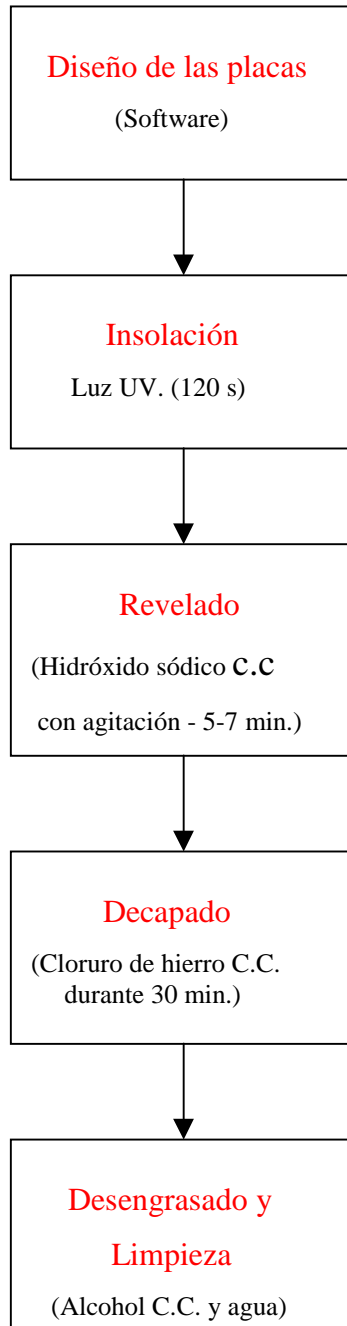 Diseño de las placas
(Software)
Insolación
Luz UV. (120 s)
Revelado
(Hidróxido sódico c.c
con agitación - 5-7 min.)
Decapado
(Cloruro de hierro C.C.
durante 30 min.)
Desengrasado y
Limpieza
(Alcohol C.C. y agua)